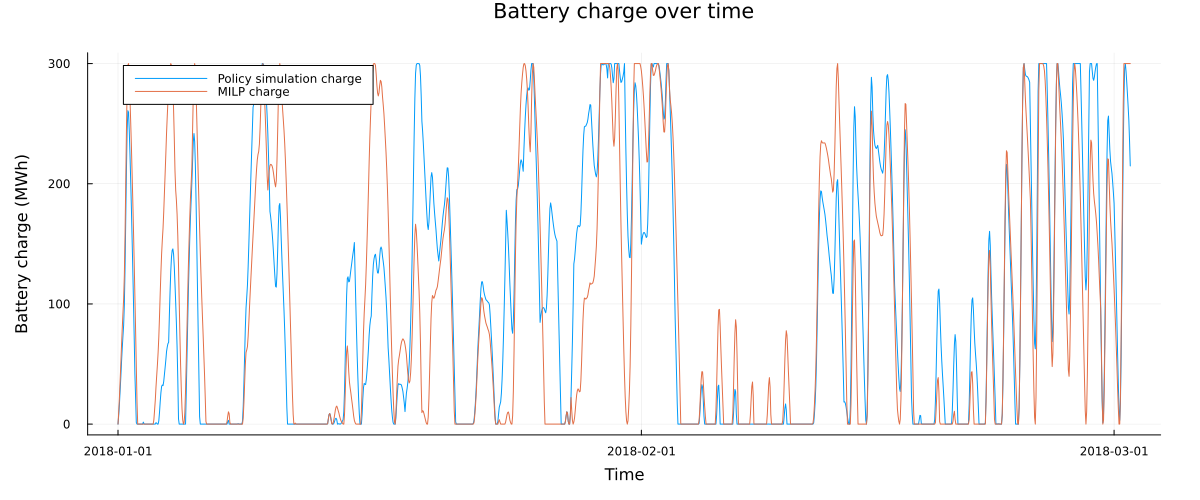 Battery charge over time
Policy simulation charge
MILP charge
Battery charge (MWh)
300
200
100
0
2018-01-01
2018-02-01
2018-03-01
Time